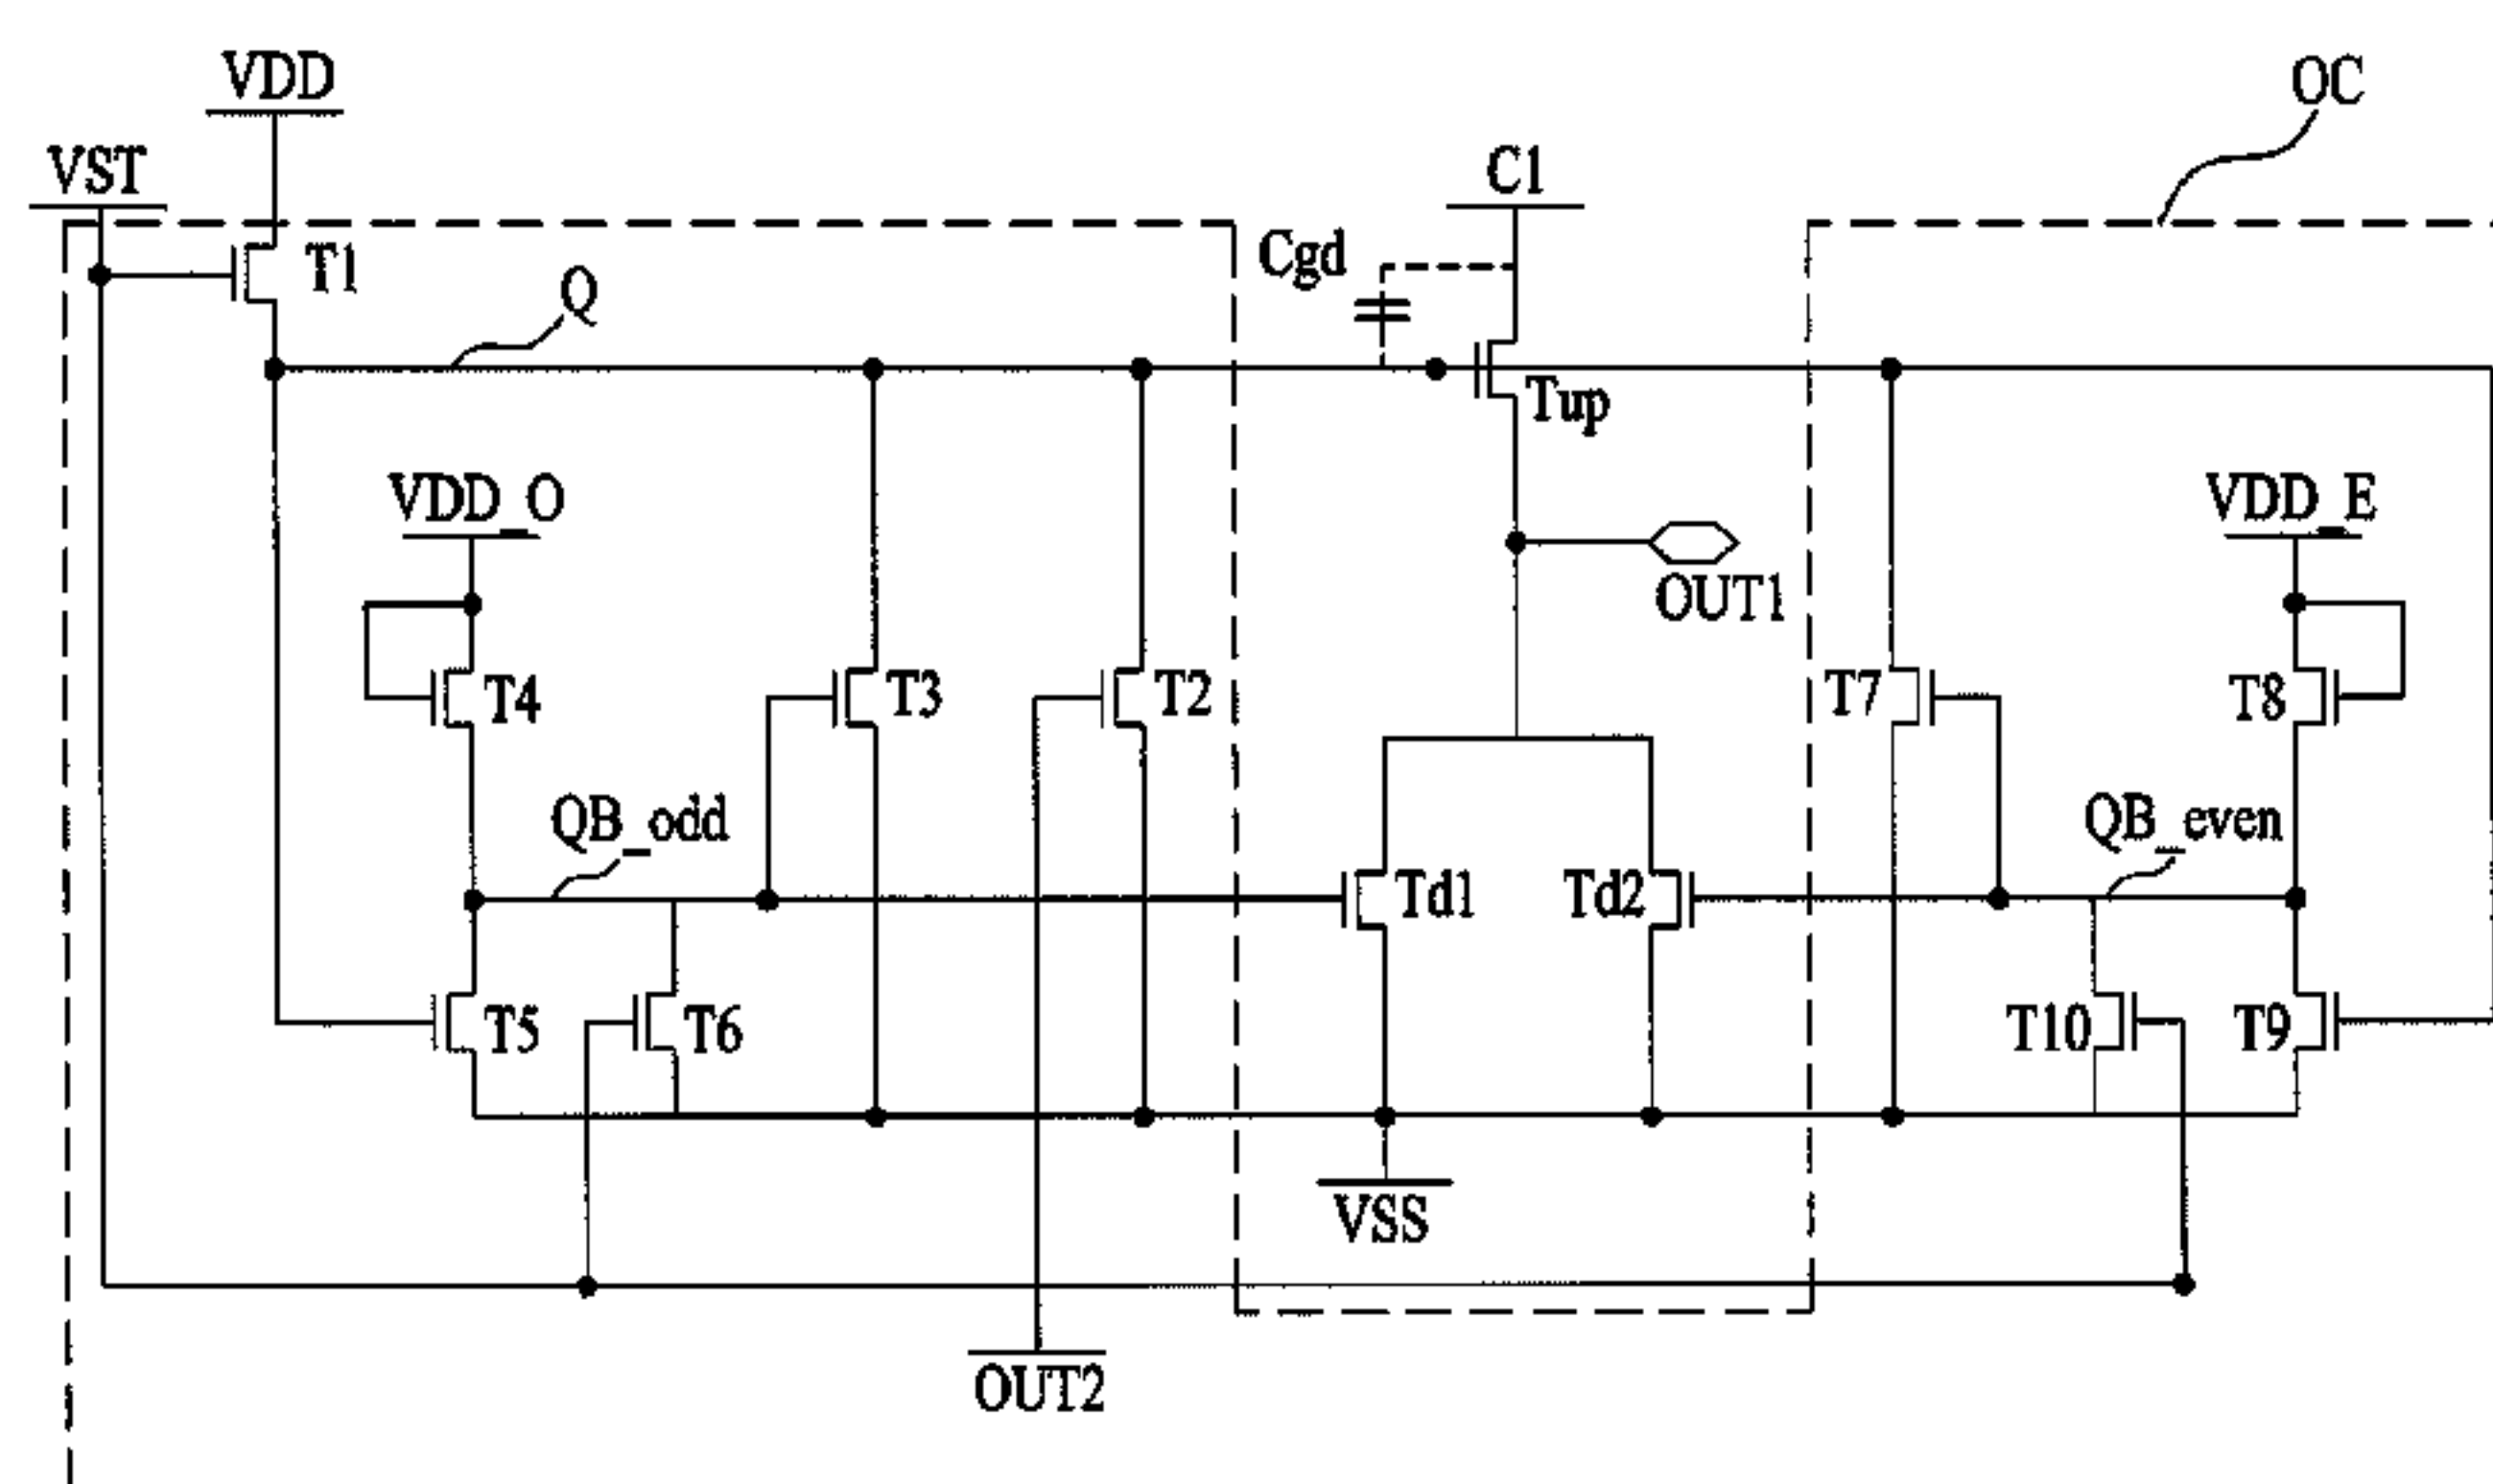 VDD
OC
VST
C1
Cgd
T1
Q
Tup
VDD_O
VDD_E
OUT1
T4
T3
T2
T7
T8
QB_odd
QB_even
Td1
Td2
T5
T6
T10
T9
VSS
OUT2